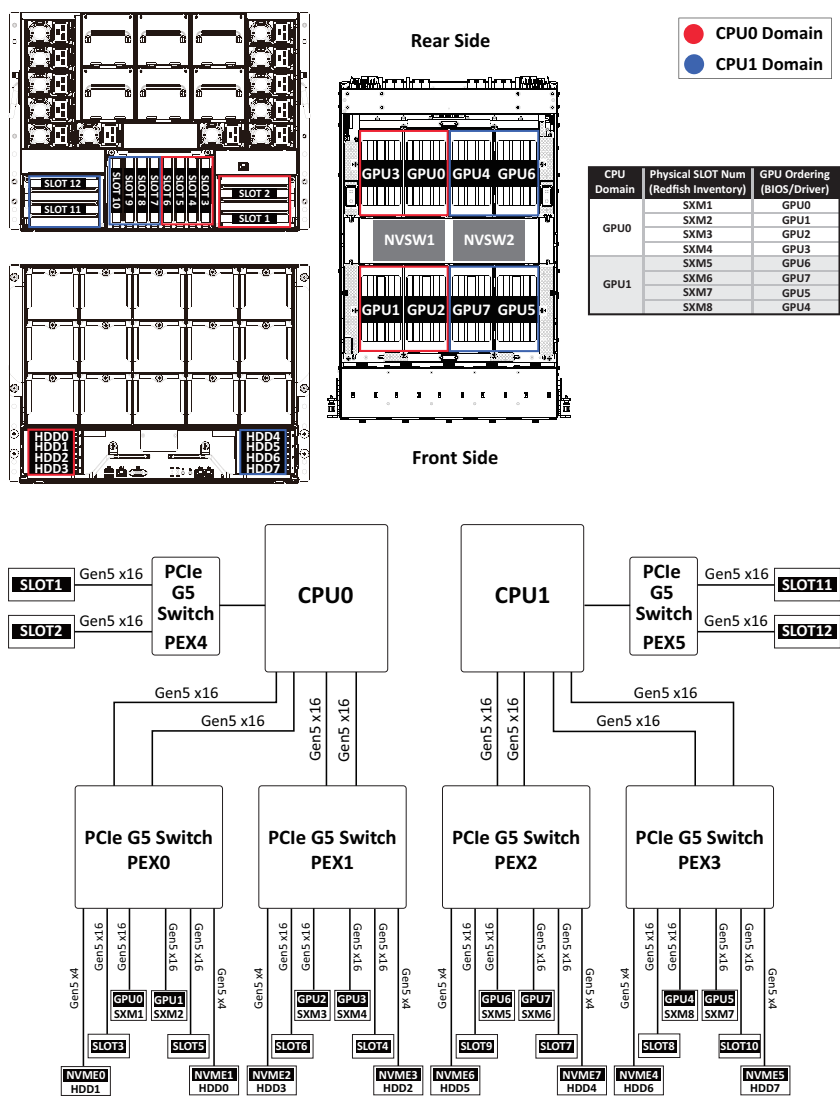 Rear Side
CPU0 Domain
CPU1 Domain
SLOT 12
SLOT 11
SLOT 10
SLOT 9
SLOT 8
SLOT 7
SLOT 6
SLOT 5
SLOT 4
SLOT 3
SLOT 2
SLOT 1
GPU3 GPU0 GPU4 GPU6
NVSW1 NVSW2
GPU1 GPU2 GPU7 GPU5
CPU Domain Physical SLOT Num (Redfish Inventory) GPU Ordering (BIOS/Driver)
GPU0
SXM1 GPU0
SXM2 GPU1
SXM3 GPU2
SXM4 GPU3
GPU1
SXM5 GPU6
SXM6 GPU7
SXM7 GPU5
SXM8 GPU4
HDD0
HDD1
HDD2
HDD3
HDD4
HDD5
HDD6
HDD7
Front Side
SLOT1
Gen5 x16
SLOT2
Gen5 x16
PCIe
G5
Switch
PEX4
CPU0
CPU1
PCIe
G5
Switch
PEX5
Gen5 x16
SLOT11
Gen5 x16
SLOT12
Gen5 x16
Gen5 x16
Gen5 x16
Gen5 x16
Gen5 x16
Gen5 x16
Gen5 x16
Gen5 x16
PCIe G5 Switch
PEX0
PCIe G5 Switch
PEX1
PCIe G5 Switch
PEX2
PCIe G5 Switch
PEX3
Gen5 x4
Gen5 x16
Gen5 x16
Gen5 x16
Gen5 x16
Gen5 x4
Gen5 x4
Gen5 x16
Gen5 x16
Gen5 x16
Gen5 x16
Gen5 x4
Gen5 x4
Gen5 x16
Gen5 x16
Gen5 x16
Gen5 x16
Gen5 x4
Gen5 x4
Gen5 x16
Gen5 x16
Gen5 x16
Gen5 x16
Gen5 x4
GPU0 GPU1 GPU2 GPU3 GPU6 GPU7 GPU4 GPU5
SXM1 SXM2 SXM3 SXM4 SXM5 SXM6 SXM8 SXM7
SLOT3 SLOT5 SLOT6 SLOT4 SLOT9 SLOT7 SLOT8 SLOT10
NVME0 NVME1 NVME2 NVME3 NVME6 NVME7 NVME4 NVME5
HDD1 HDD0 HDD3 HDD2 HDD5 HDD4 HDD6 HDD7